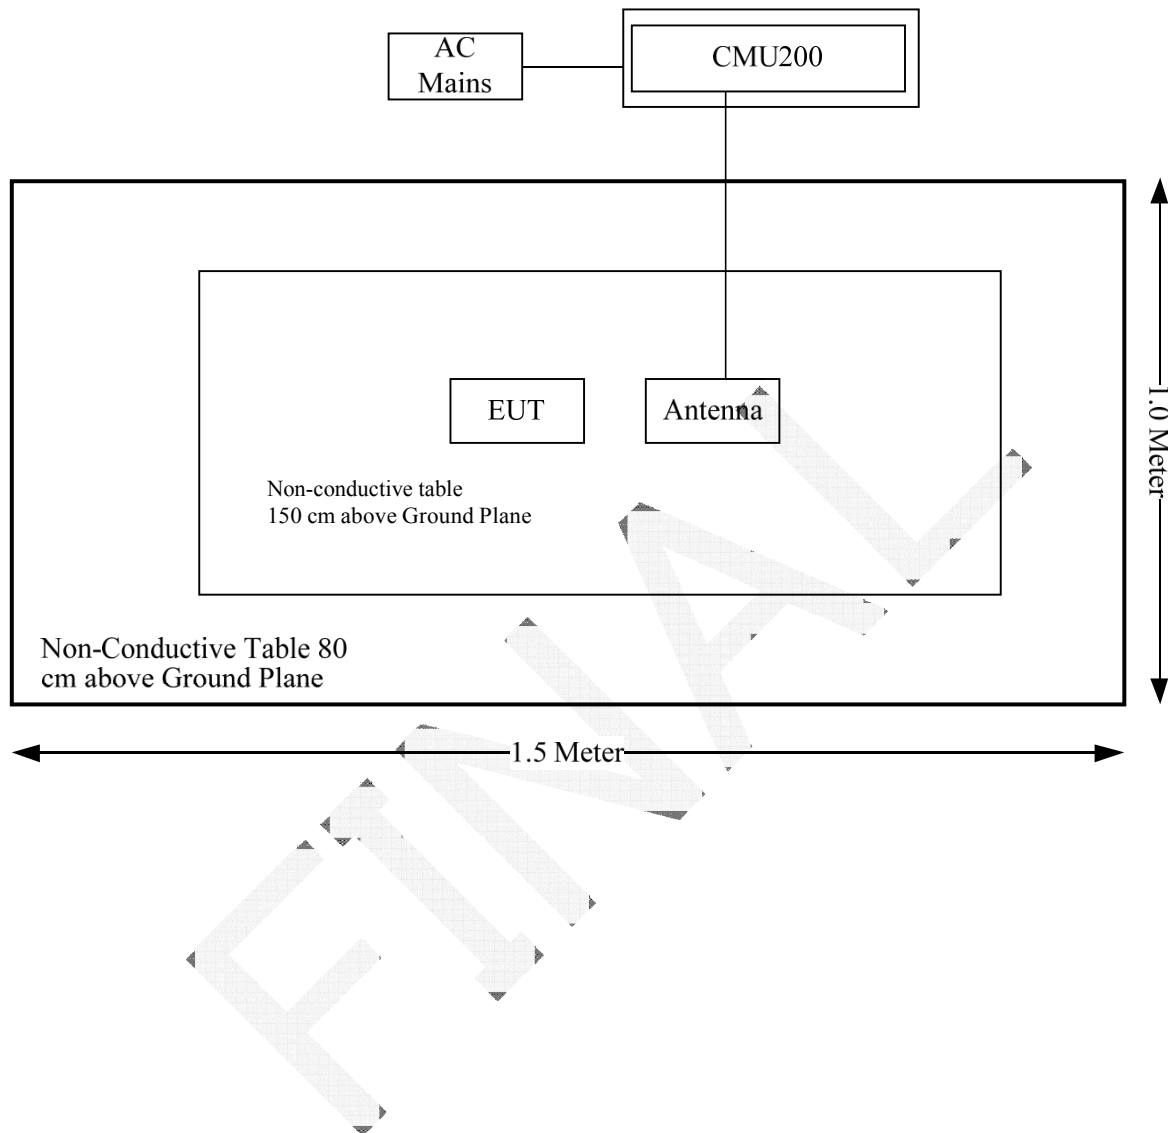 AC
Mains
CMU200
EUT
Antenna
Non-conductive table
150 cm above Ground Plane
Non-Conductive Table 80
cm above Ground Plane
1.0 Meter
1.5 Meter
FINAL